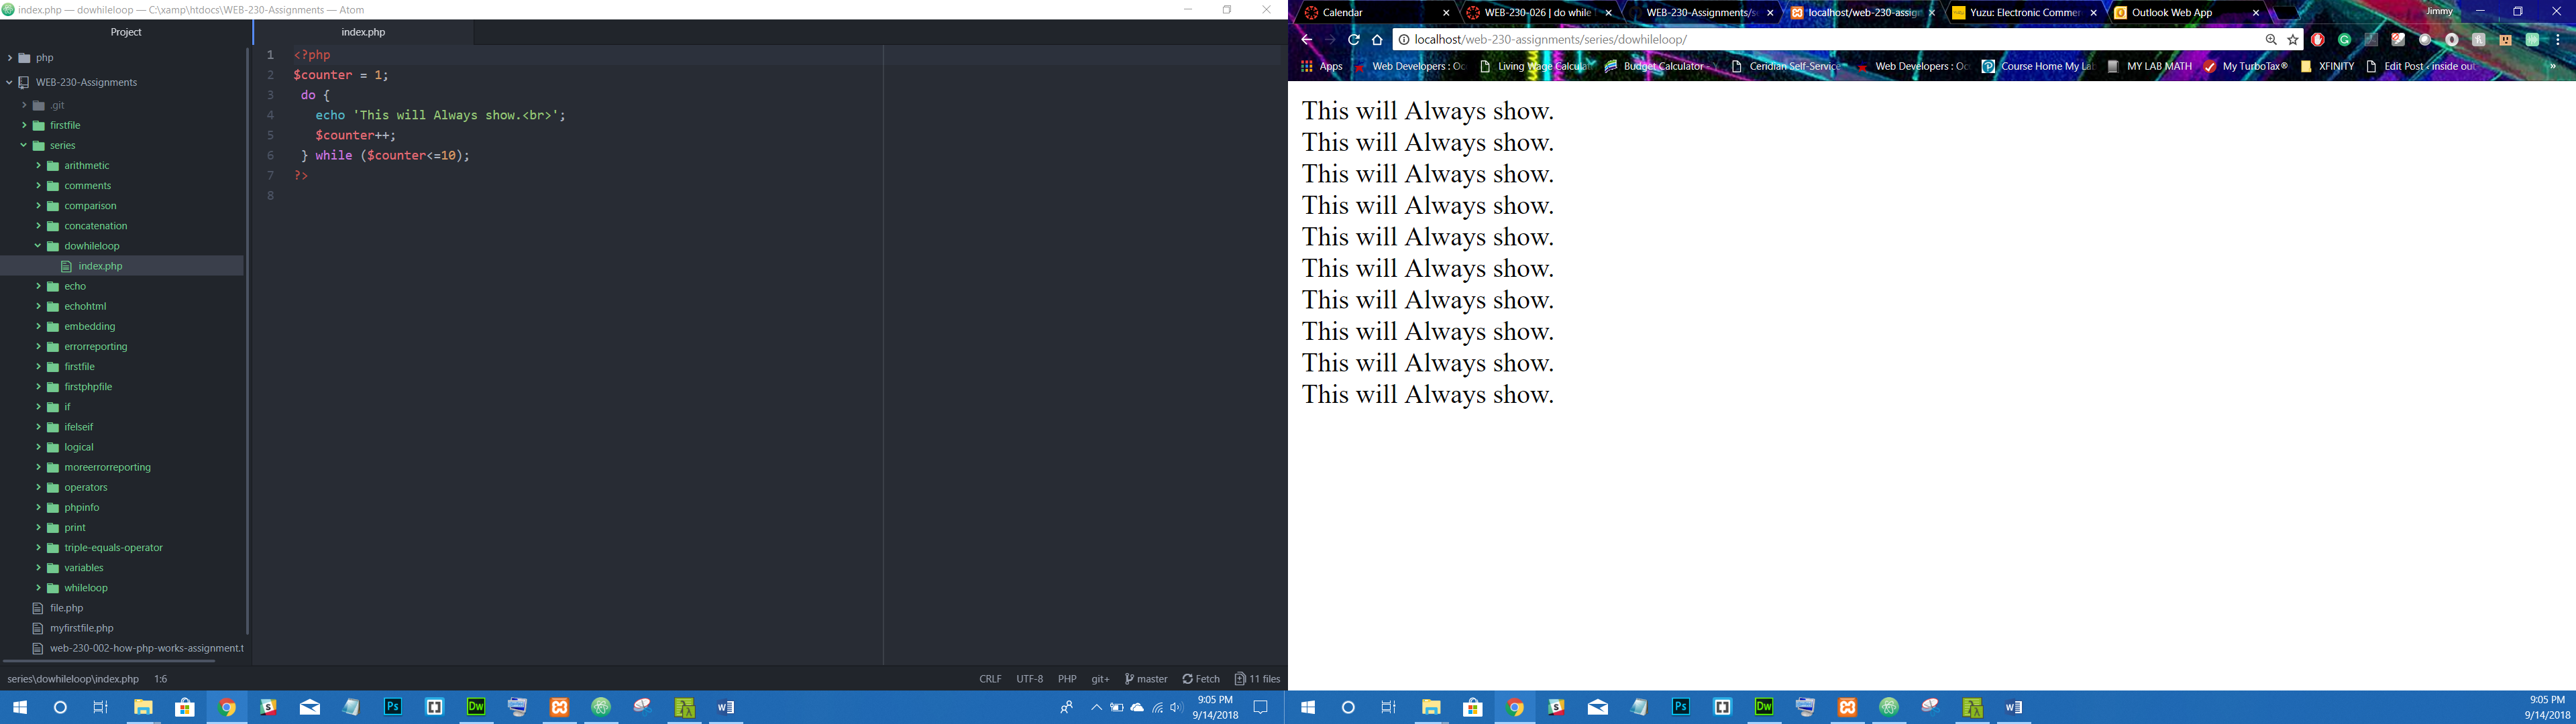 index.php — dowhileloop — C:\xamp\htdocs\WEB-230-Assignments — Atom
Project
php
WEB-230-Assignments
.git
firstfile
series
arithmetic
comments
comparison
concatenation
dowhileloop
index.php
echo
echohtml
embedding
errorreporting
firstfile
firstphpfile
if
ifelseif
logical
moreerrorreporting
operators
phpinfo
print
triple-equals-operator
variables
whileloop
file.php
myfirstfile.php
web-230-002-how-php-works-assignment.t
index.php
1 <?php
2 $counter = 1;
3 do {
4 echo 'This will Always show.<br>';
5 $counter++;
6 } while ($counter<=10);
7 ?>
8
series\dowhileloop\index.php 1:6
CRLF UTF-8 PHP git+ master Fetch 11 files
Ps Dw
9:05 PM
9/14/2018
Calendar
WEB-230-026 | do while
WEB-230-Assignments/s
localhost/web-230-assign
Yuzu: Electronic Commer
Outlook Web App
Jimmy
localhost/web-230-assignments/series/dowhileloop/
Apps
Web Developers : Oc
Living Wage Calcula
Budget Calculator -
Ceridian Self-Service
Web Developers : Oc
Course Home My La
MY LAB MATH
My TurboTax®
XFINITY
Edit Post ‹ inside out
»
This will Always show.
This will Always show.
This will Always show.
This will Always show.
This will Always show.
This will Always show.
This will Always show.
This will Always show.
This will Always show.
This will Always show.
Ps Dw
9:05 PM
9/14/2018